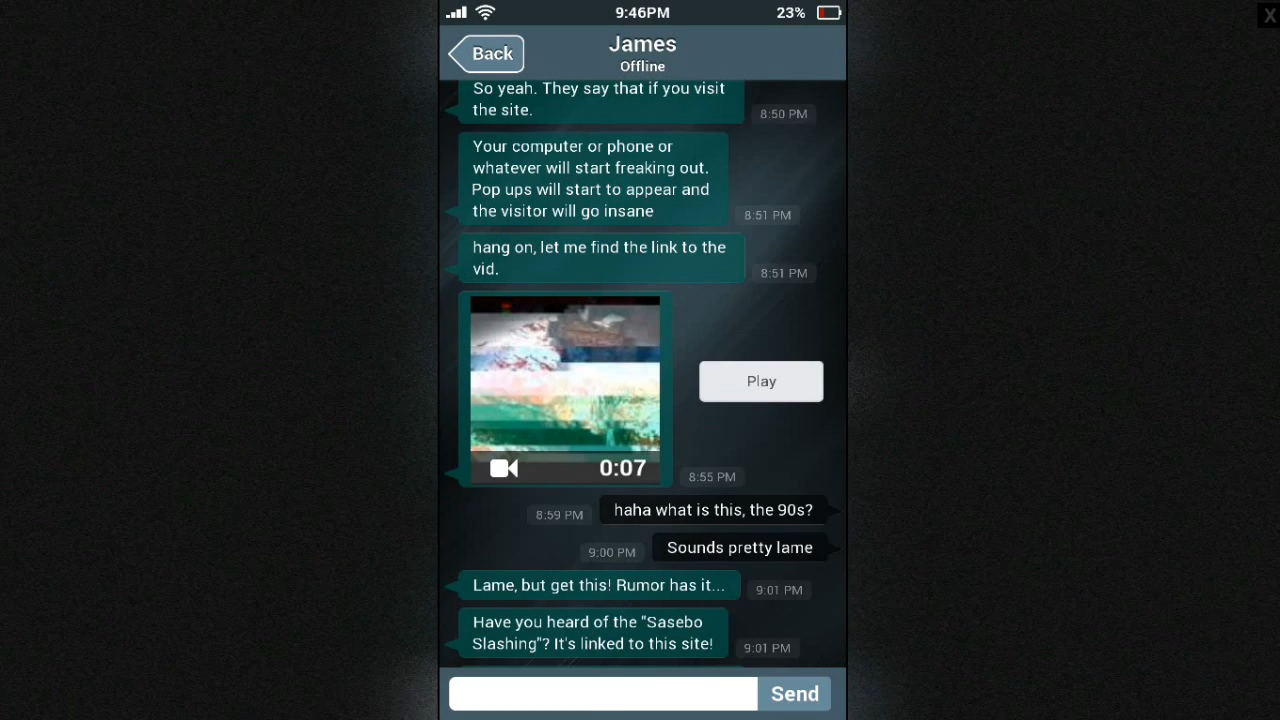 9:46PM
23%
X
Back
James
Offline
So yeah. They say that if you visit
the site.
8:50 PM
Your computer or phone or
whatever will start freaking out.
Pop ups will start to appear and
the visitor will go insane
8:51 PM
hang on, let me find the link to the
vid.
8:51 PM
Play
0:07
8:55 PM
8:59 PM
haha what is this, the 90s?
9:00 PM
Sounds pretty lame
Lame, but get this! Rumor has it...
9:01 PM
Have you heard of the "Sasebo
Slashing"? It's linked to this site!
9:01 PM
Send